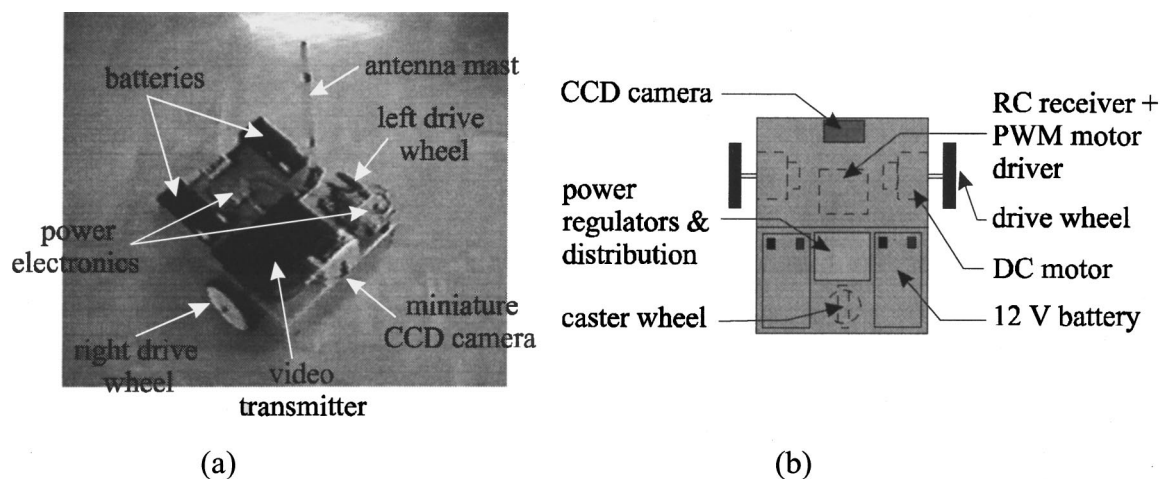 batteries
antenna mast
left drive
wheel
power
electronics
miniature
CCD camera
right drive
wheel
video
transmitter
(a)
CCD camera
RC receiver +
PWM motor
driver
power
regulators &
distribution
drive wheel
DC motor
caster wheel
12 V battery
(b)